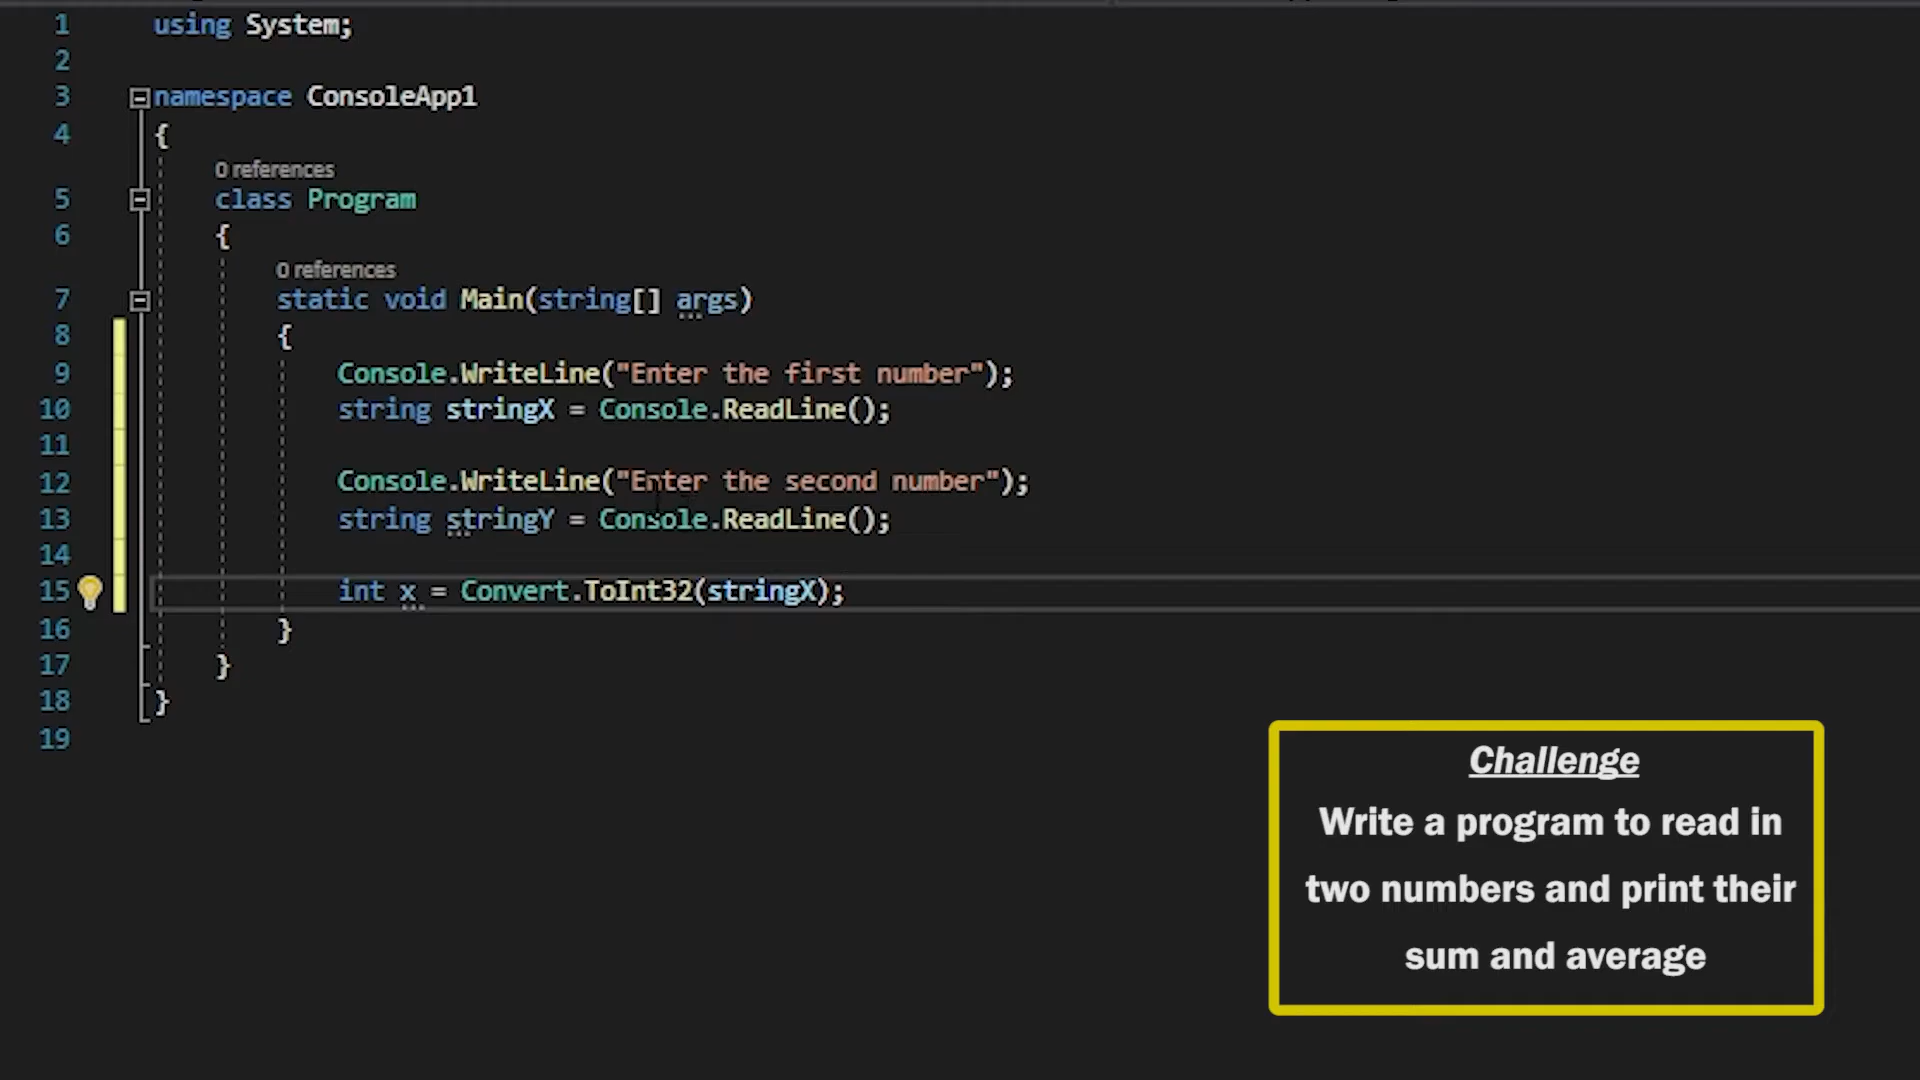 1 using System;
2
3 namespace ConsoleApp1
4 {
0 references
5 class Program
6 {
0 references
7 static void Main(string[] args)
8 {
9 Console.WriteLine("Enter the first number");
10 string stringX = Console.ReadLine();
11
12 Console.WriteLine("Enter the second number");
13 string stringY = Console.ReadLine();
14
15 int x = Convert.ToInt32(stringX);
16 }
17 }
18 }
19
Challenge
Write a program to read in
two numbers and print their
sum and average